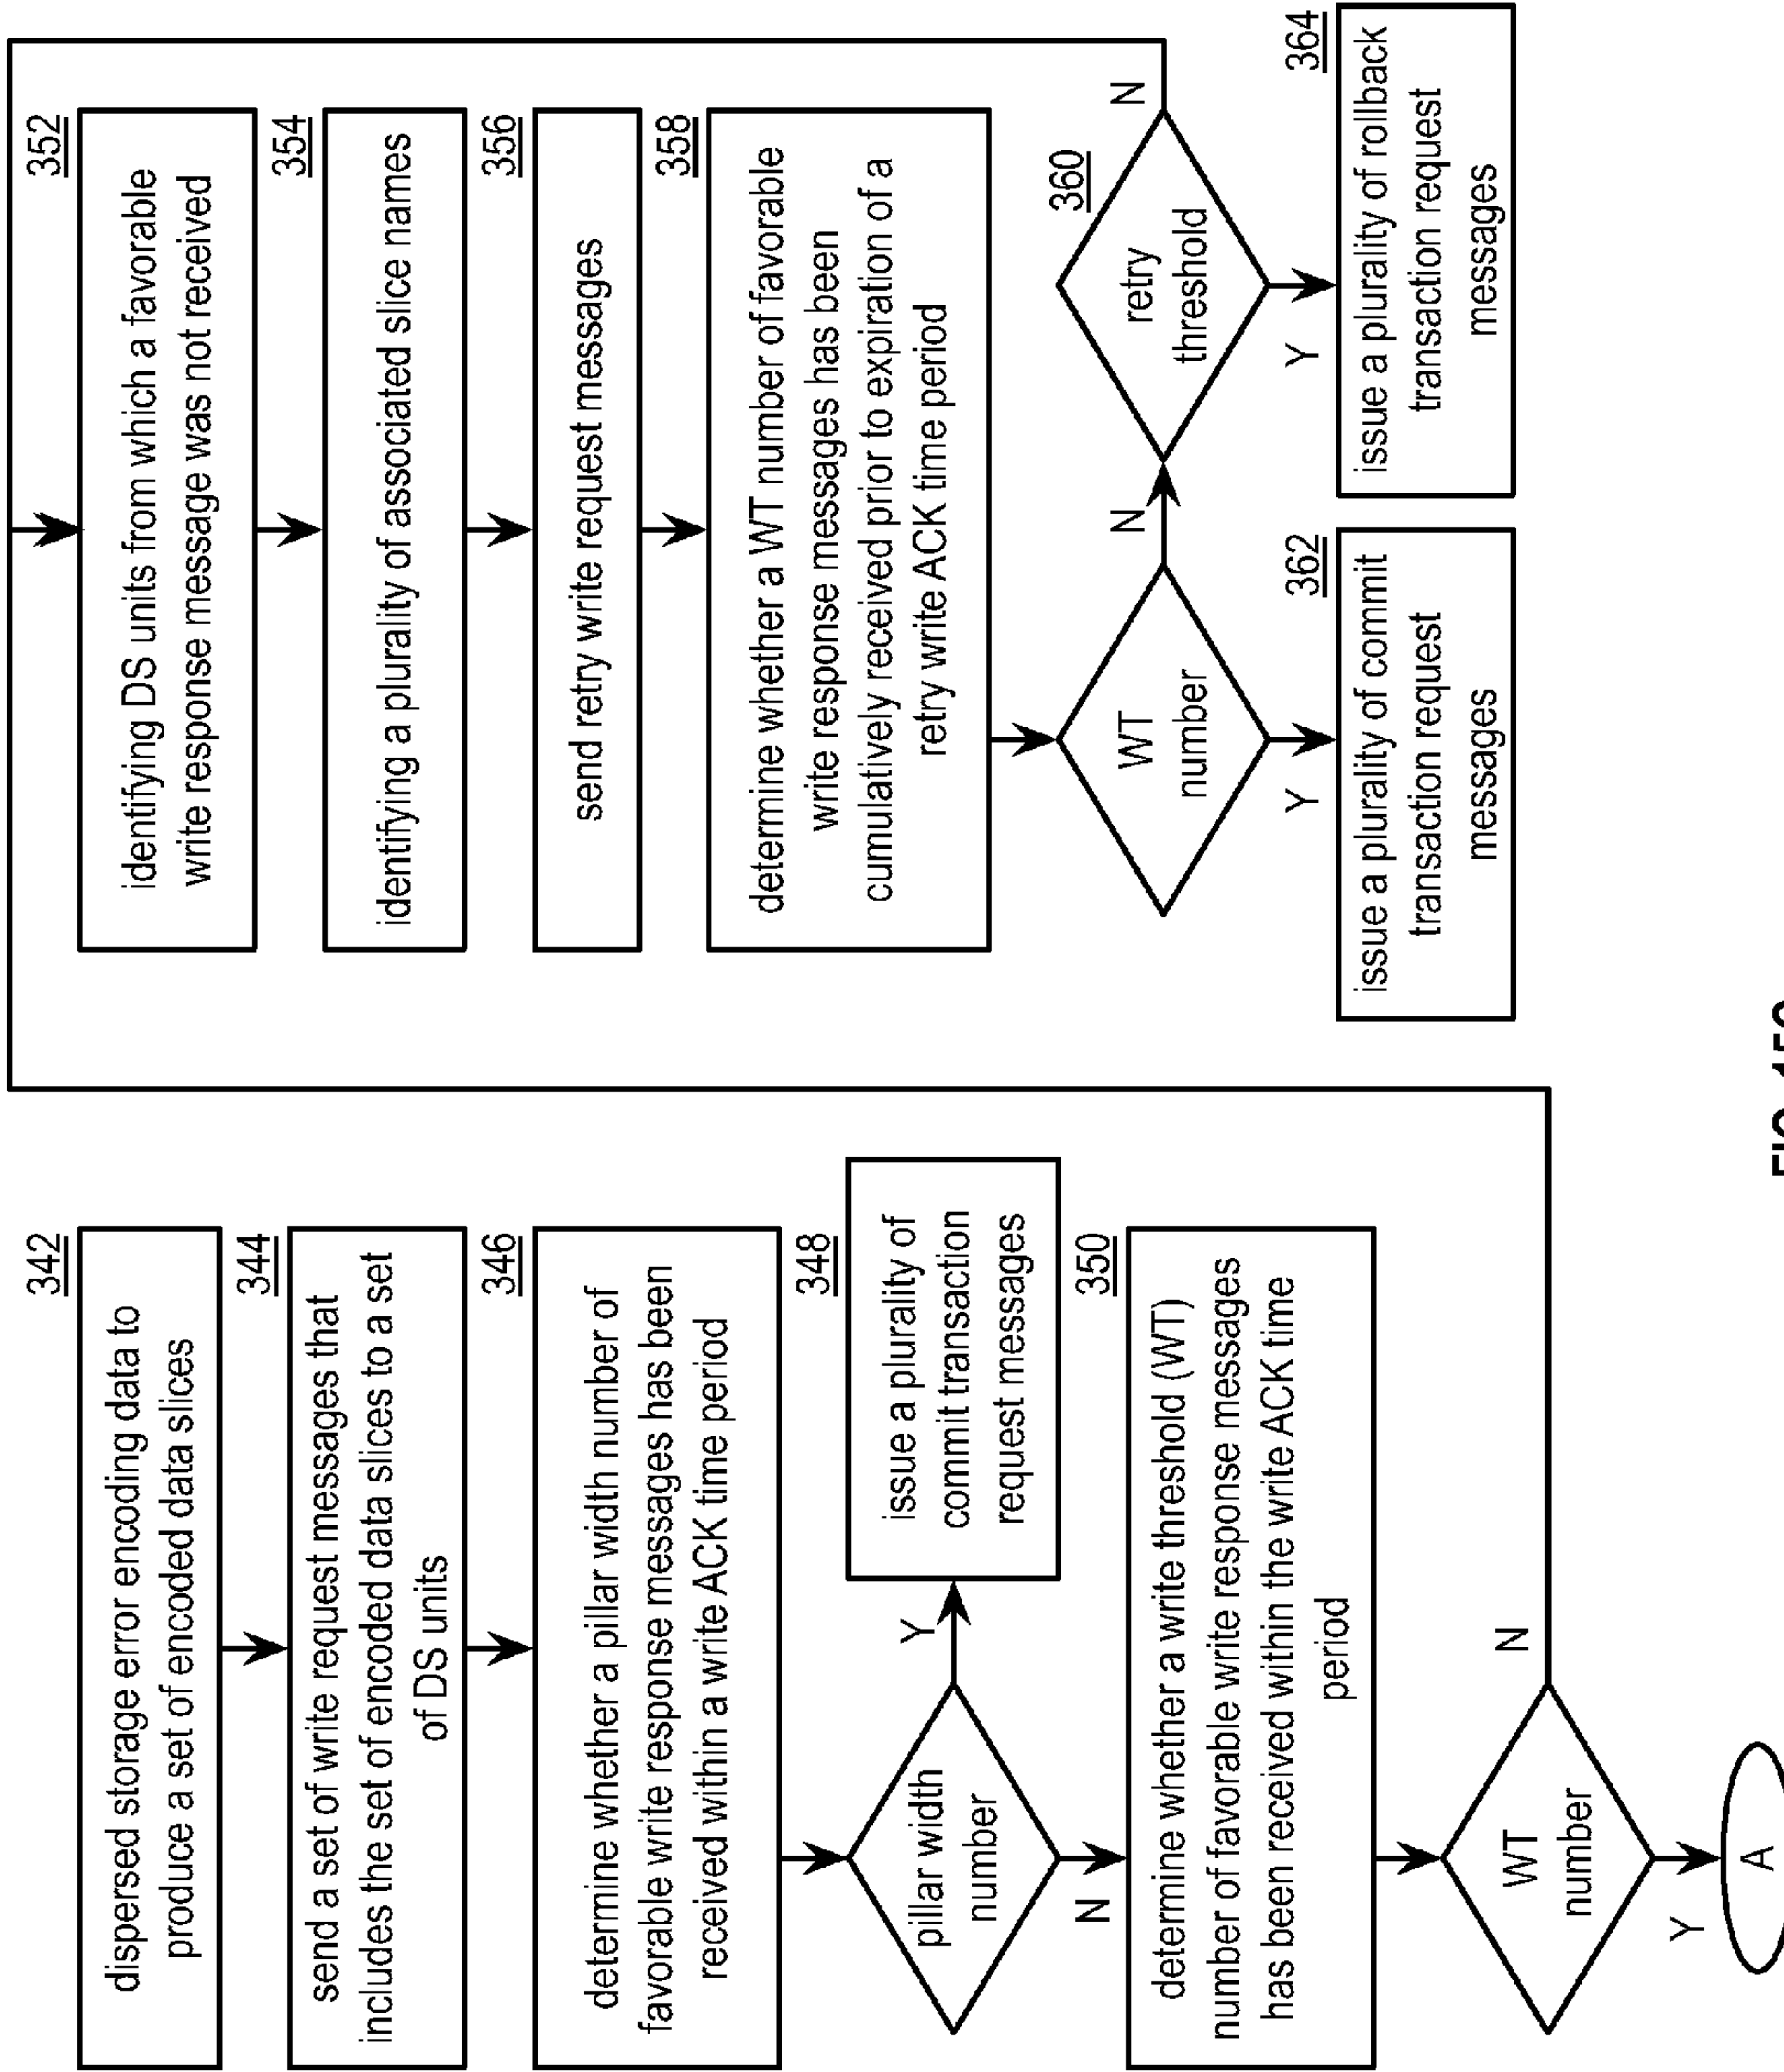 342
dispersed storage error encoding data to
produce a set of encoded data slices
344
send a set of write request messages that
includes the set of encoded data slices to a set
of DS units
346
determine whether a pillar width number of
favorable write response messages has been
received within a write ACK time period
pillar width
number
Y
N
348
issue a plurality of
commit transaction
request messages
350
determine whether a write threshold (WT)
number of favorable write response messages
has been received within the write ACK time
period
WT
number
N
Y
A
352
identifying DS units from which a favorable
write response message was not received
354
identifying a plurality of associated slice names
356
send retry write request messages
358
determine whether a WT number of favorable
write response messages has been
cumulatively received prior to expiration of a
retry write ACK time period
WT
number
N
Y
360
retry
threshold
N
Y
362
issue a plurality of commit
transaction request
messages
364
issue a plurality of rollback
transaction request
messages